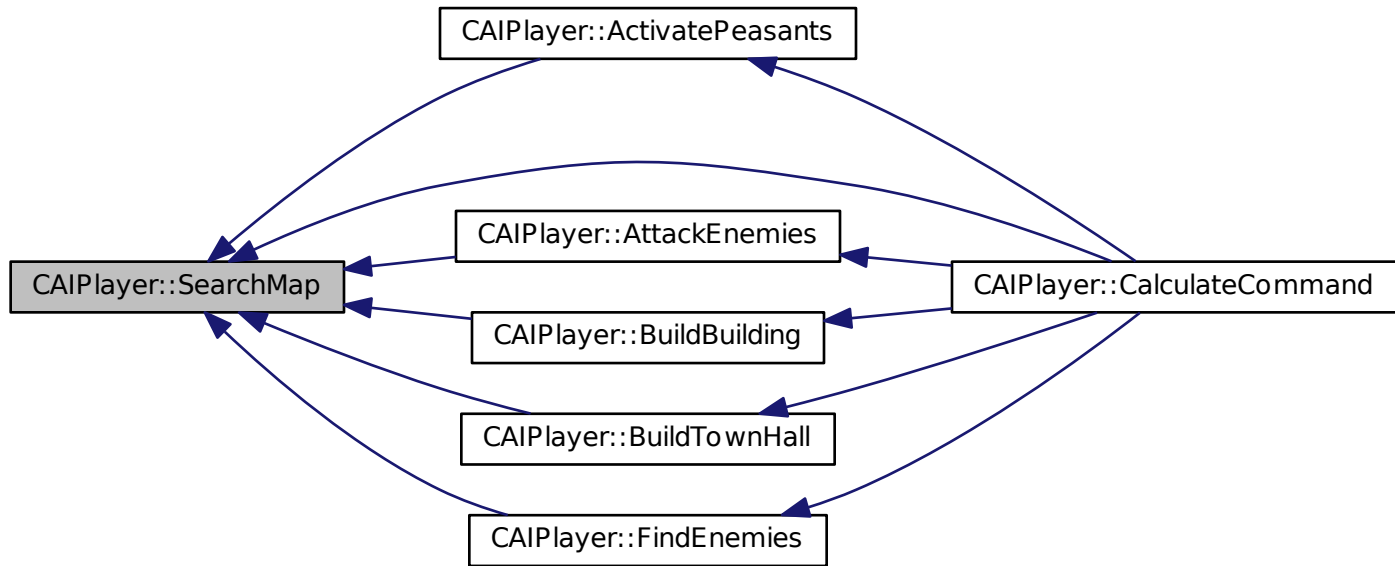 CAIPlayer::ActivatePeasants
CAIPlayer::AttackEnemies
CAIPlayer::SearchMap
CAIPlayer::CalculateCommand
CAIPlayer::BuildBuilding
CAIPlayer::BuildTownHall
CAIPlayer::FindEnemies